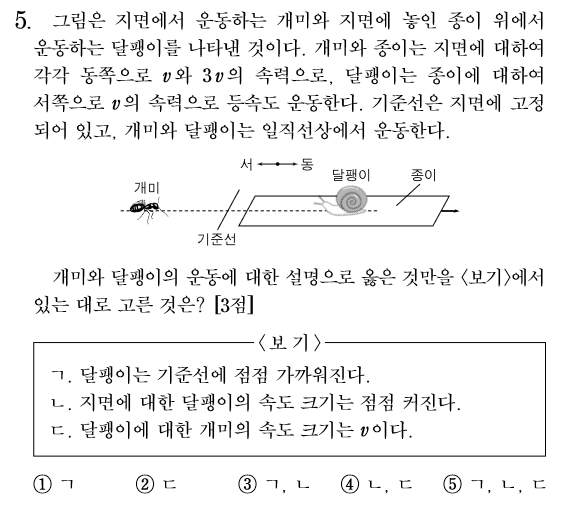 5. 그림은 지면에서 운동하는 개미와 지면에 놓인 종이 위에서
운동하는 달팽이를 나타낸 것이다. 개미와 종이는 지면에 대하여
각각 동쪽으로 v와 3v의 속력으로, 달팽이는 종이에 대하여
서쪽으로 v의 속력으로 등속도 운동한다. 기준선은 지면에 고정
되어 있고, 개미와 달팽이는 일직선상에서 운동한다.
서 동
개미 달팽이 종이
기준선
개미와 달팽이의 운동에 대한 설명으로 옳은 것만을 〈보기〉에서
있는 대로 고른 것은? [3점]
〈보 기〉
ㄱ. 달팽이는 기준선에 점점 가까워진다.
ㄴ. 지면에 대한 달팽이의 속도 크기는 점점 커진다.
ㄷ. 달팽이에 대한 개미의 속도 크기는 v이다.
① ㄱ ② ㄷ ③ ㄱ, ㄴ ④ ㄴ, ㄷ ⑤ ㄱ, ㄴ, ㄷ